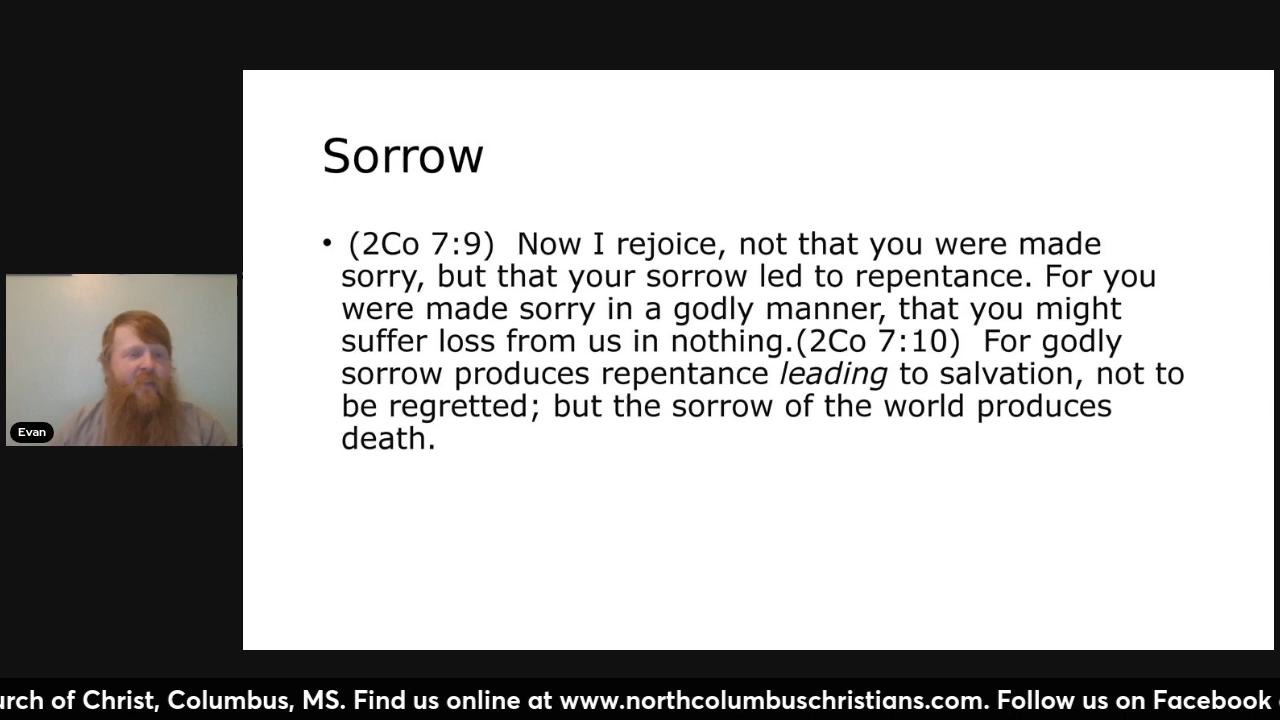 Sorrow
• (2Co 7:9)  Now I rejoice, not that you were made
sorry, but that your sorrow led to repentance. For you
were made sorry in a godly manner, that you might
suffer loss from us in nothing.(2Co 7:10)  For godly
sorrow produces repentance leading to salvation, not to
be regretted; but the sorrow of the world produces
death.
Evan
urch of Christ, Columbus, MS. Find us online at www.northcolumbuschristians.com. Follow us on Facebook